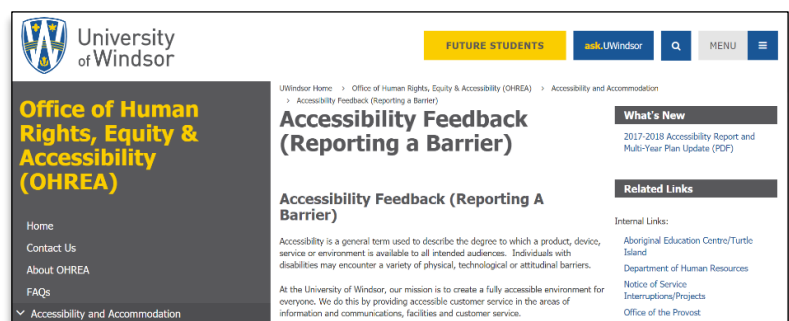 University
of Windsor
FUTURE STUDENTS
ask.UWindsor
MENU
Office of Human
Rights, Equity &
Accessibility
(OHREA)
Home
Contact Us
About OHREA
FAQs
Accessibility and Accommodation
UWindsor Home > Office of Human Rights, Equity & Accessibility (OHREA) > Accessibility and Accommodation
> Accessibility Feedback (Reporting a Barrier)
Accessibility Feedback
(Reporting a Barrier)
Accessibility Feedback (Reporting A
Barrier)
Accessibility is a general term used to describe the degree to which a product, device,
service or environment is available to all intended audiences. Individuals with
disabilities may encounter a variety of physical, technological or attitudinal barriers.
At the University of Windsor, our mission is to create a fully accessible environment for
everyone. We do this by providing accessible customer service in the areas of
information and communications, facilities and customer service.
What's New
2017-2018 Accessibility Report and
Multi-Year Plan Update (PDF)
Related Links
Internal Links:
Aboriginal Education Centre/Turtle
Island
Department of Human Resources
Notice of Service
Interruptions/Projects
Office of the Provost